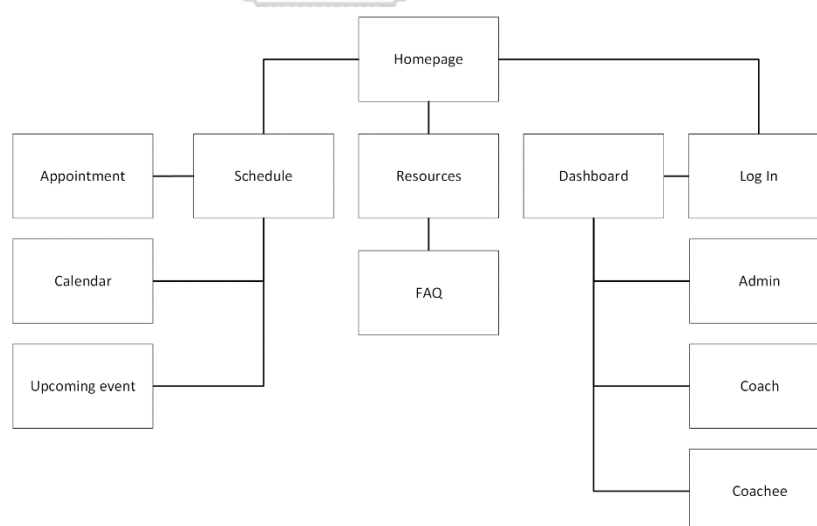 Homepage
Appointment
Schedule
Resources
Dashboard
Log In
Calendar
FAQ
Admin
Upcoming event
Coach
Coachee